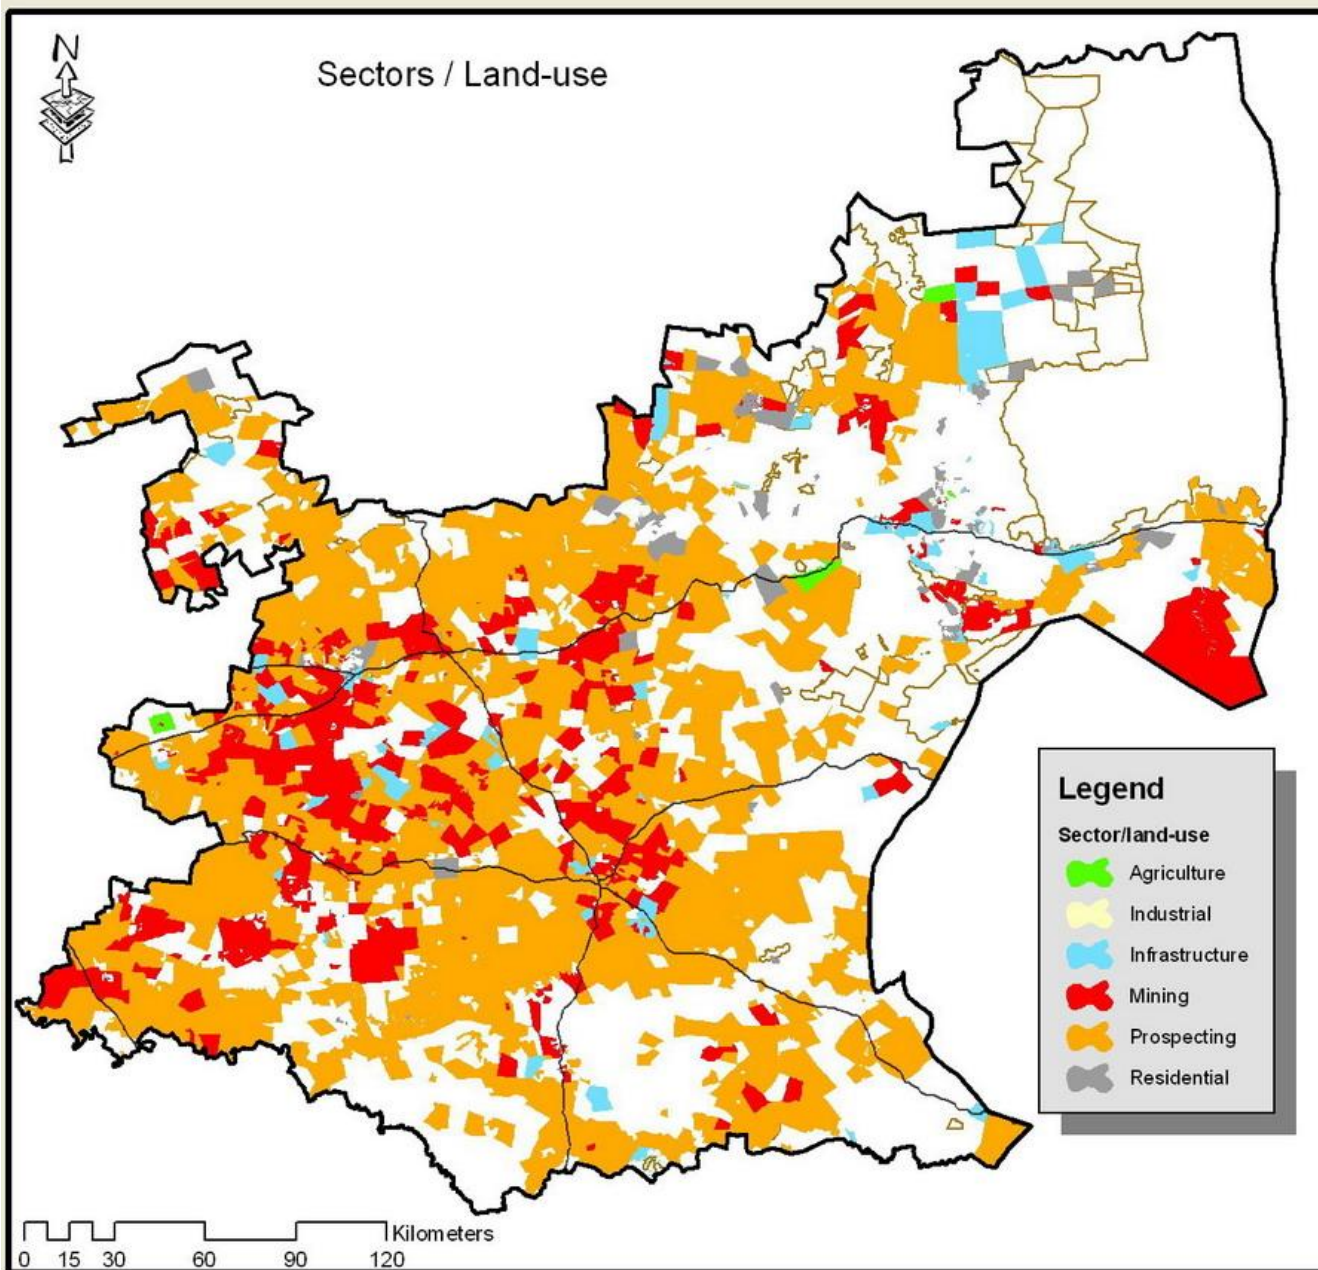 N
Sectors / Land-use
Legend
Sector/land-use
Agriculture
Industrial
Infrastructure
Mining
Prospecting
Residential
Kilometers
0 15 30 60 90 120